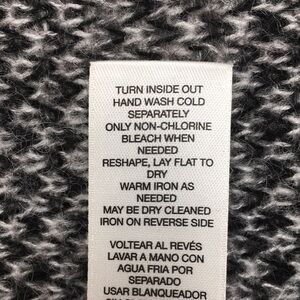 TURN INSIDE OUT
HAND WASH COLD
SEPARATELY
ONLY NON-CHLORINE
BLEACH WHEN
NEEDED
RESHAPE, LAY FLAT TO
DRY
WARM IRON AS
NEEDED
MAY BE DRY CLEANED
IRON ON REVERSE SIDE
VOLTEAR AL REVÉS
LAVAR A MANO CON
AGUA FRIA POR
SEPARADO
USAR BLANQUEADOR